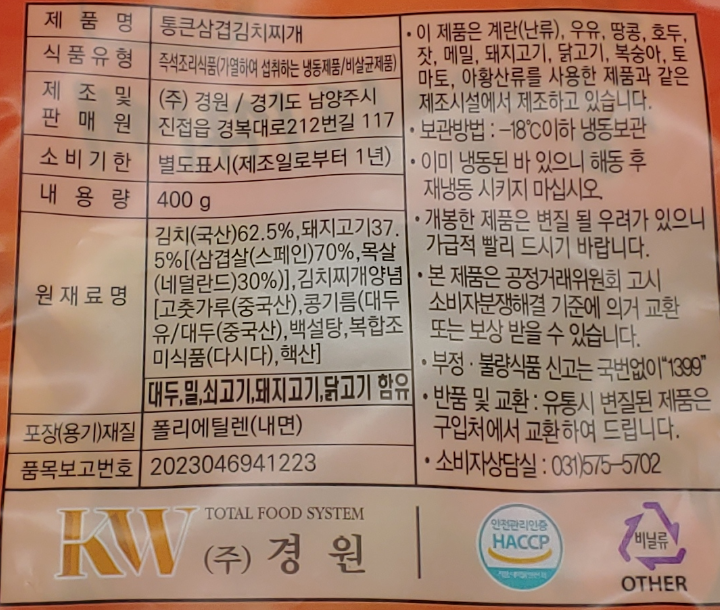 제 품 명 통큰삼겹김치찌개
식품유형 즉석조리식품(가열하여 섭취하는 냉동제품/비살균제품)
제 조 및
판 매 원
(주) 경원 / 경기도 남양주시
진접읍 경복대로212번길 117
소비기한 별도표시(제조일로부터 1년)
내 용 량 400 g
원재료명
김치(국산)62.5%,돼지고기37.
5%[(삼겹살(스페인)70%,목살
(네덜란드)30%)],김치찌개양념
[고춧가루(중국산),콩기름(대두
유/대두(중국산),백설탕,복합조
미식품(다시다),핵산]
대두,밀,쇠고기,돼지고기,닭고기 함유
포장(용기)재질 폴리에틸렌(내면)
품목보고번호 2023046941223
• 이 제품은 계란(난류), 우유, 땅콩, 호두,
잣, 메밀, 돼지고기, 닭고기, 복숭아, 토
마토, 아황산류를 사용한 제품과 같은
제조시설에서 제조하고 있습니다.
• 보관방법 : -18℃이하 냉동보관
• 이미 냉동된 바 있으니 해동 후
재냉동 시키지 마십시오
• 개봉한 제품은 변질 될 우려가 있으니
가급적 빨리 드시기 바랍니다.
• 본 제품은 공정거래위원회 고시
소비자분쟁해결 기준에 의거 교환
또는 보상 받을 수 있습니다.
• 부정 · 불량식품 신고는 국번없이"1399"
• 반품 및 교환 : 유통시 변질된 제품은
구입처에서 교환하여 드립니다.
• 소비자상담실 : 031)575-5702
KW
TOTAL FOOD SYSTEM
(주) 경 원
안전관리인증
HACCP
비닐류
OTHER